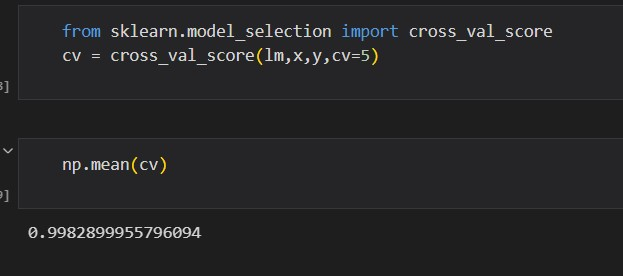 from sklearn.model_selection import cross_val_score
cv = cross_val_score(lm,x,y,cv=5)
]
np.mean(cv)
]
0.9982899955796094